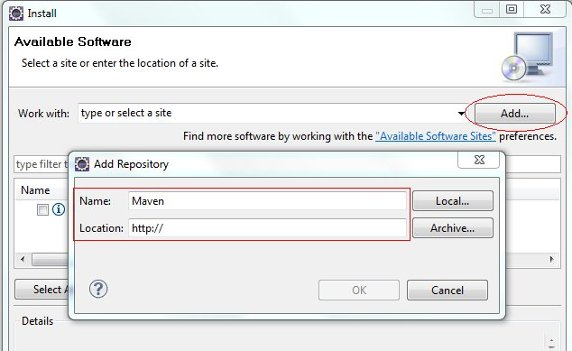 Install
Available Software
Select a site or enter the location of a site.
Work with: type or select a site Add...
Find more software by working with the "Available Software Sites" preferences.
type filter t
Add Repository
Name
Name: Maven Local...
Location: http:// Archive...
Select A
OK Cancel
Details